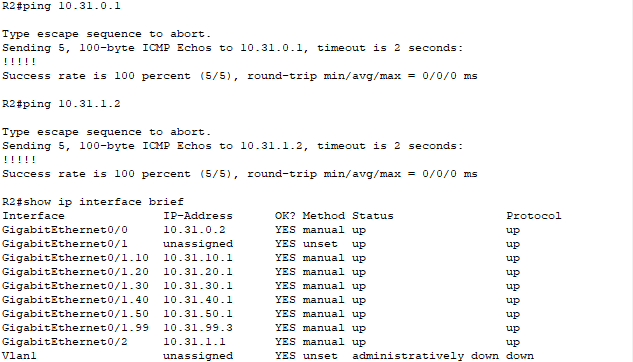 R2#ping 10.31.0.1
Type escape sequence to abort.
Sending 5, 100-byte ICMP Echos to 10.31.0.1, timeout is 2 seconds:
!!!!!
Success rate is 100 percent (5/5), round-trip min/avg/max = 0/0/0 ms
R2#ping 10.31.1.2
Type escape sequence to abort.
Sending 5, 100-byte ICMP Echos to 10.31.1.2, timeout is 2 seconds:
!!!!!
Success rate is 100 percent (5/5), round-trip min/avg/max = 0/0/0 ms
R2#show ip interface brief
Interface              IP-Address      OK? Method Status                Protocol
GigabitEthernet0/0     10.31.0.2       YES manual up                    up
GigabitEthernet0/1     unassigned      YES unset  up                    up
GigabitEthernet0/1.10  10.31.10.1      YES manual up                    up
GigabitEthernet0/1.20  10.31.20.1      YES manual up                    up
GigabitEthernet0/1.30  10.31.30.1      YES manual up                    up
GigabitEthernet0/1.40  10.31.40.1      YES manual up                    up
GigabitEthernet0/1.50  10.31.50.1      YES manual up                    up
GigabitEthernet0/1.99  10.31.99.3      YES manual up                    up
GigabitEthernet0/2     10.31.1.1       YES manual up                    up
Vlan1                  unassigned      YES unset  administratively down down